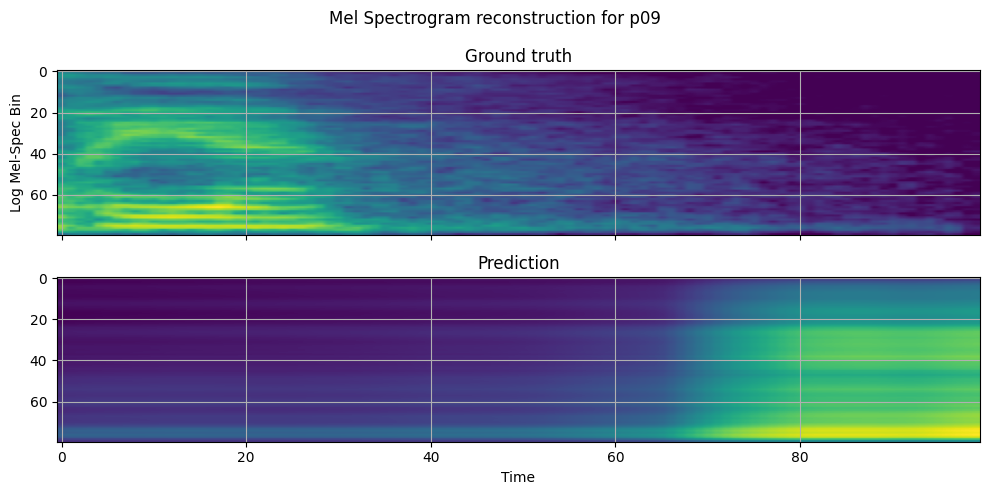 Mel Spectrogram reconstruction for p09
Ground truth
0
20
40
60
Log Mel-Spec Bin
Prediction
0
20
40
60
0 20 40 60 80
Time